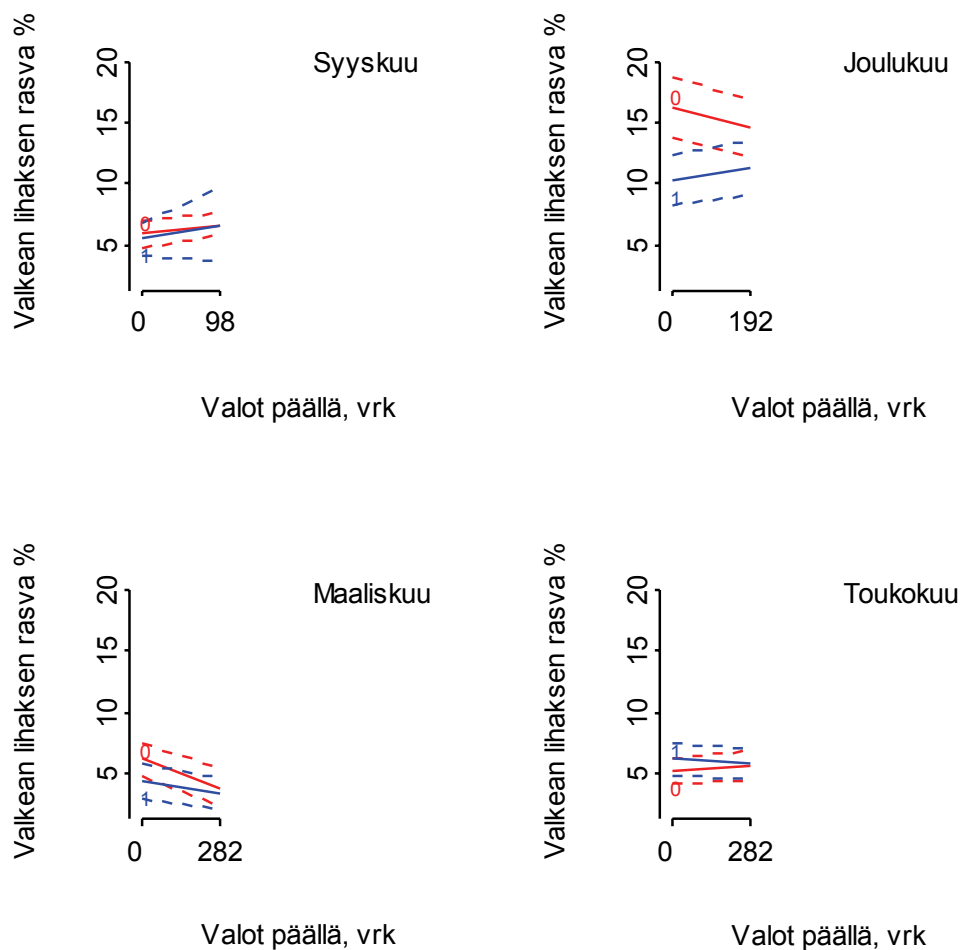 Syyskuu
Valkean lihaksen rasva %
20
15
10
5
0
1
0 98
Valot päällä, vrk
Joulukuu
Valkean lihaksen rasva %
20
15
10
5
0
1
0 192
Valot päällä, vrk
Maaliskuu
Valkean lihaksen rasva %
20
15
10
5
0
1
0 282
Valot päällä, vrk
Toukokuu
Valkean lihaksen rasva %
20
15
10
5
1
0
0 282
Valot päällä, vrk